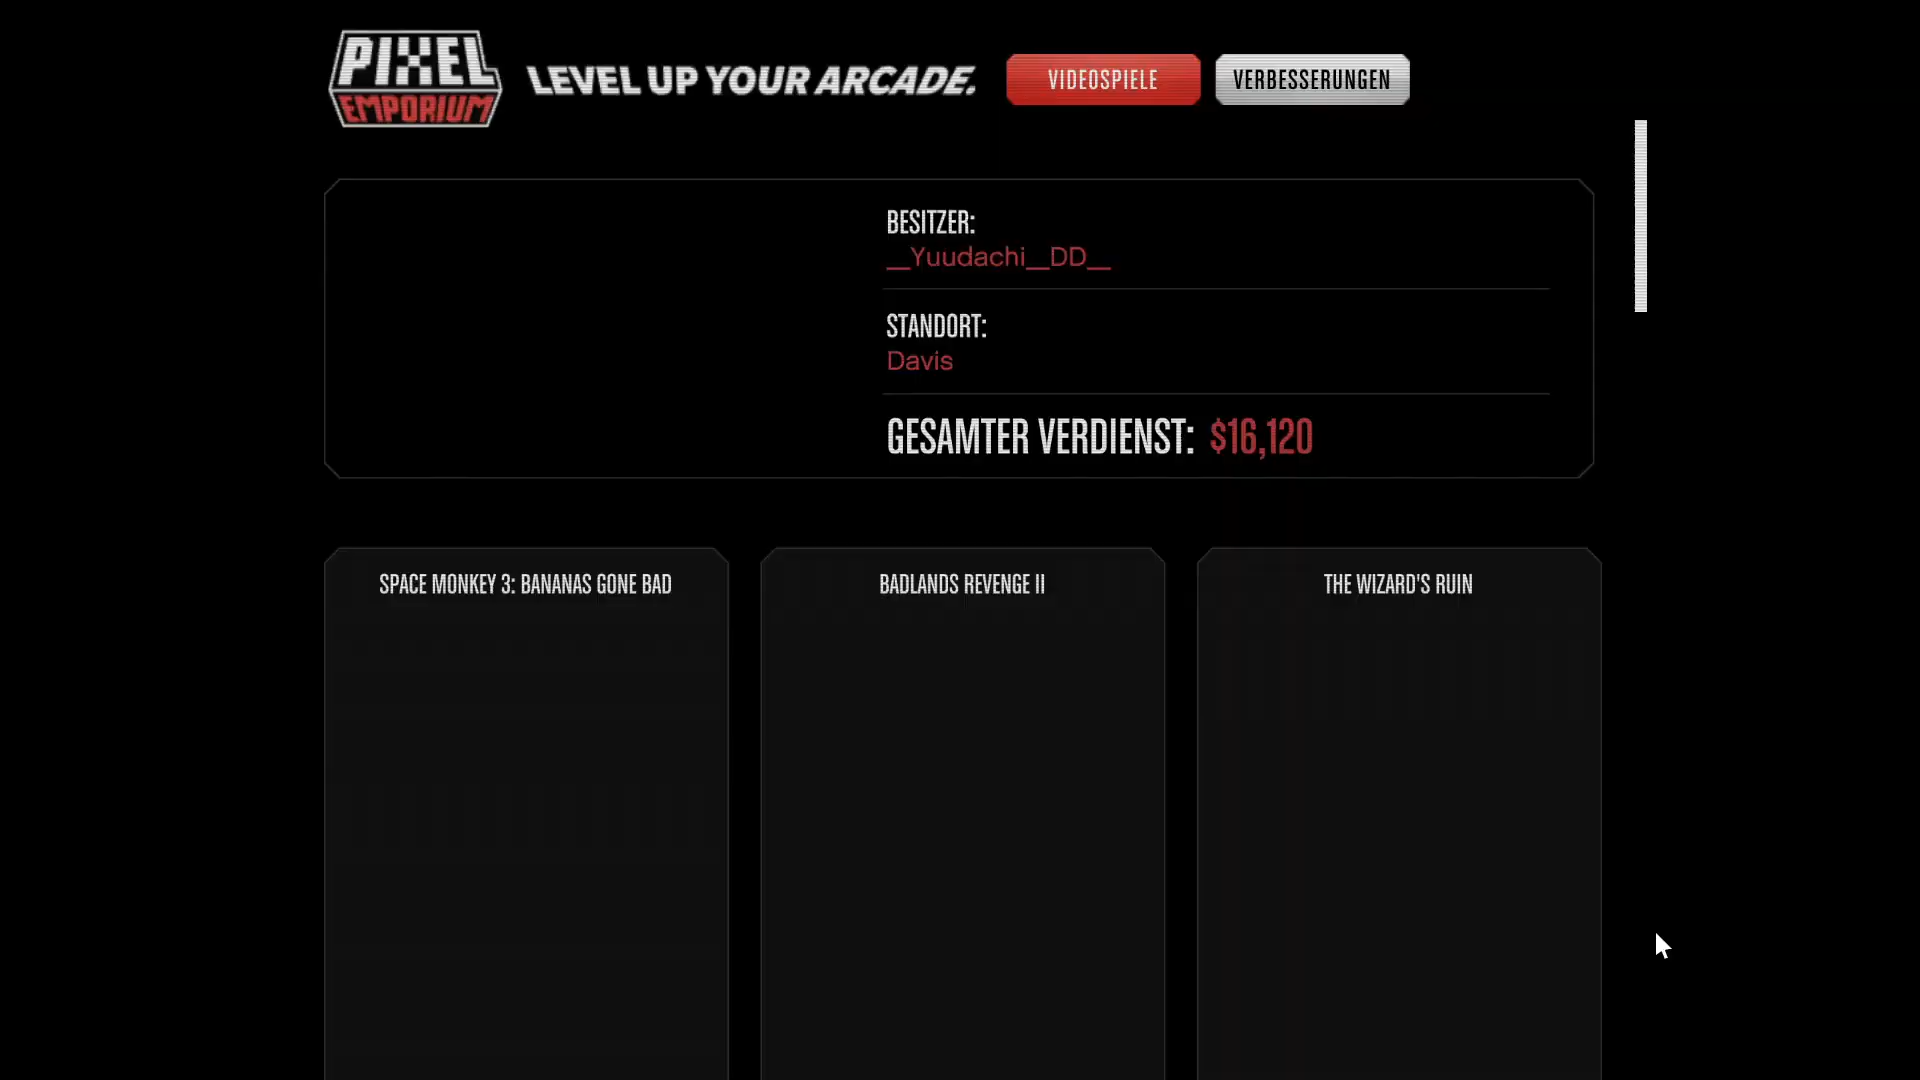 PIXEL
EMPORIUM
LEVEL UP YOUR ARCADE.
VIDEOSPIELE
VERBESSERUNGEN
BESITZER:
__Yuudachi__DD__
STANDORT:
Davis
GESAMTER VERDIENST: $16,120
SPACE MONKEY 3: BANANAS GONE BAD
BADLANDS REVENGE II
THE WIZARD'S RUIN